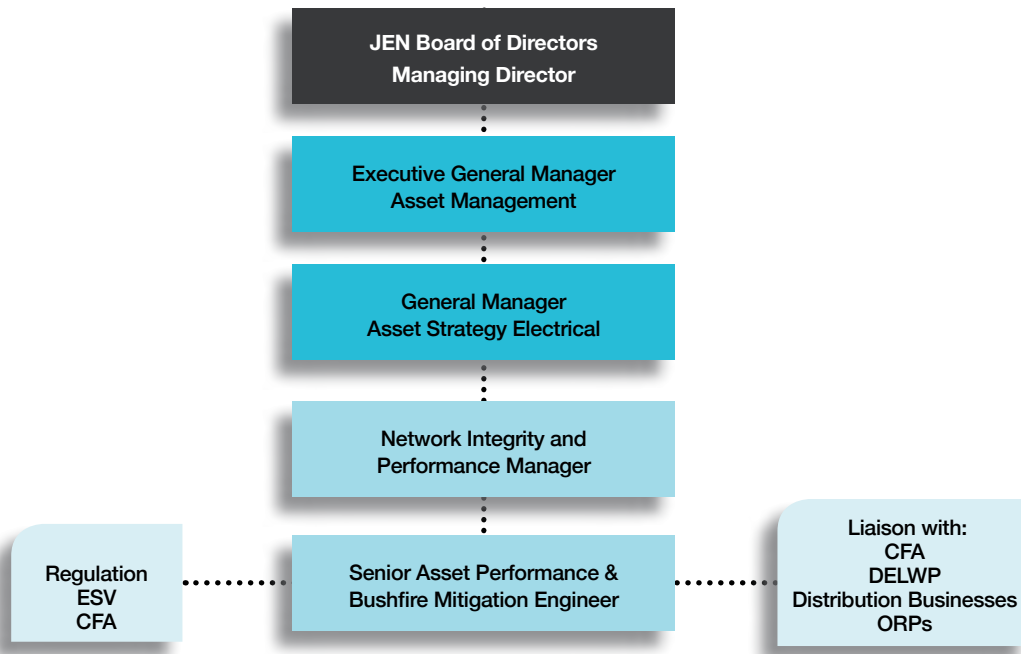 JEN Board of Directors
Managing Director
Executive General Manager
Asset Management
General Manager
Asset Strategy Electrical
Network Integrity and
Performance Manager
Regulation
ESV
CFA
Senior Asset Performance &
Bushfire Mitigation Engineer
Liaison with:
CFA
DELWP
Distribution Businesses
ORPs